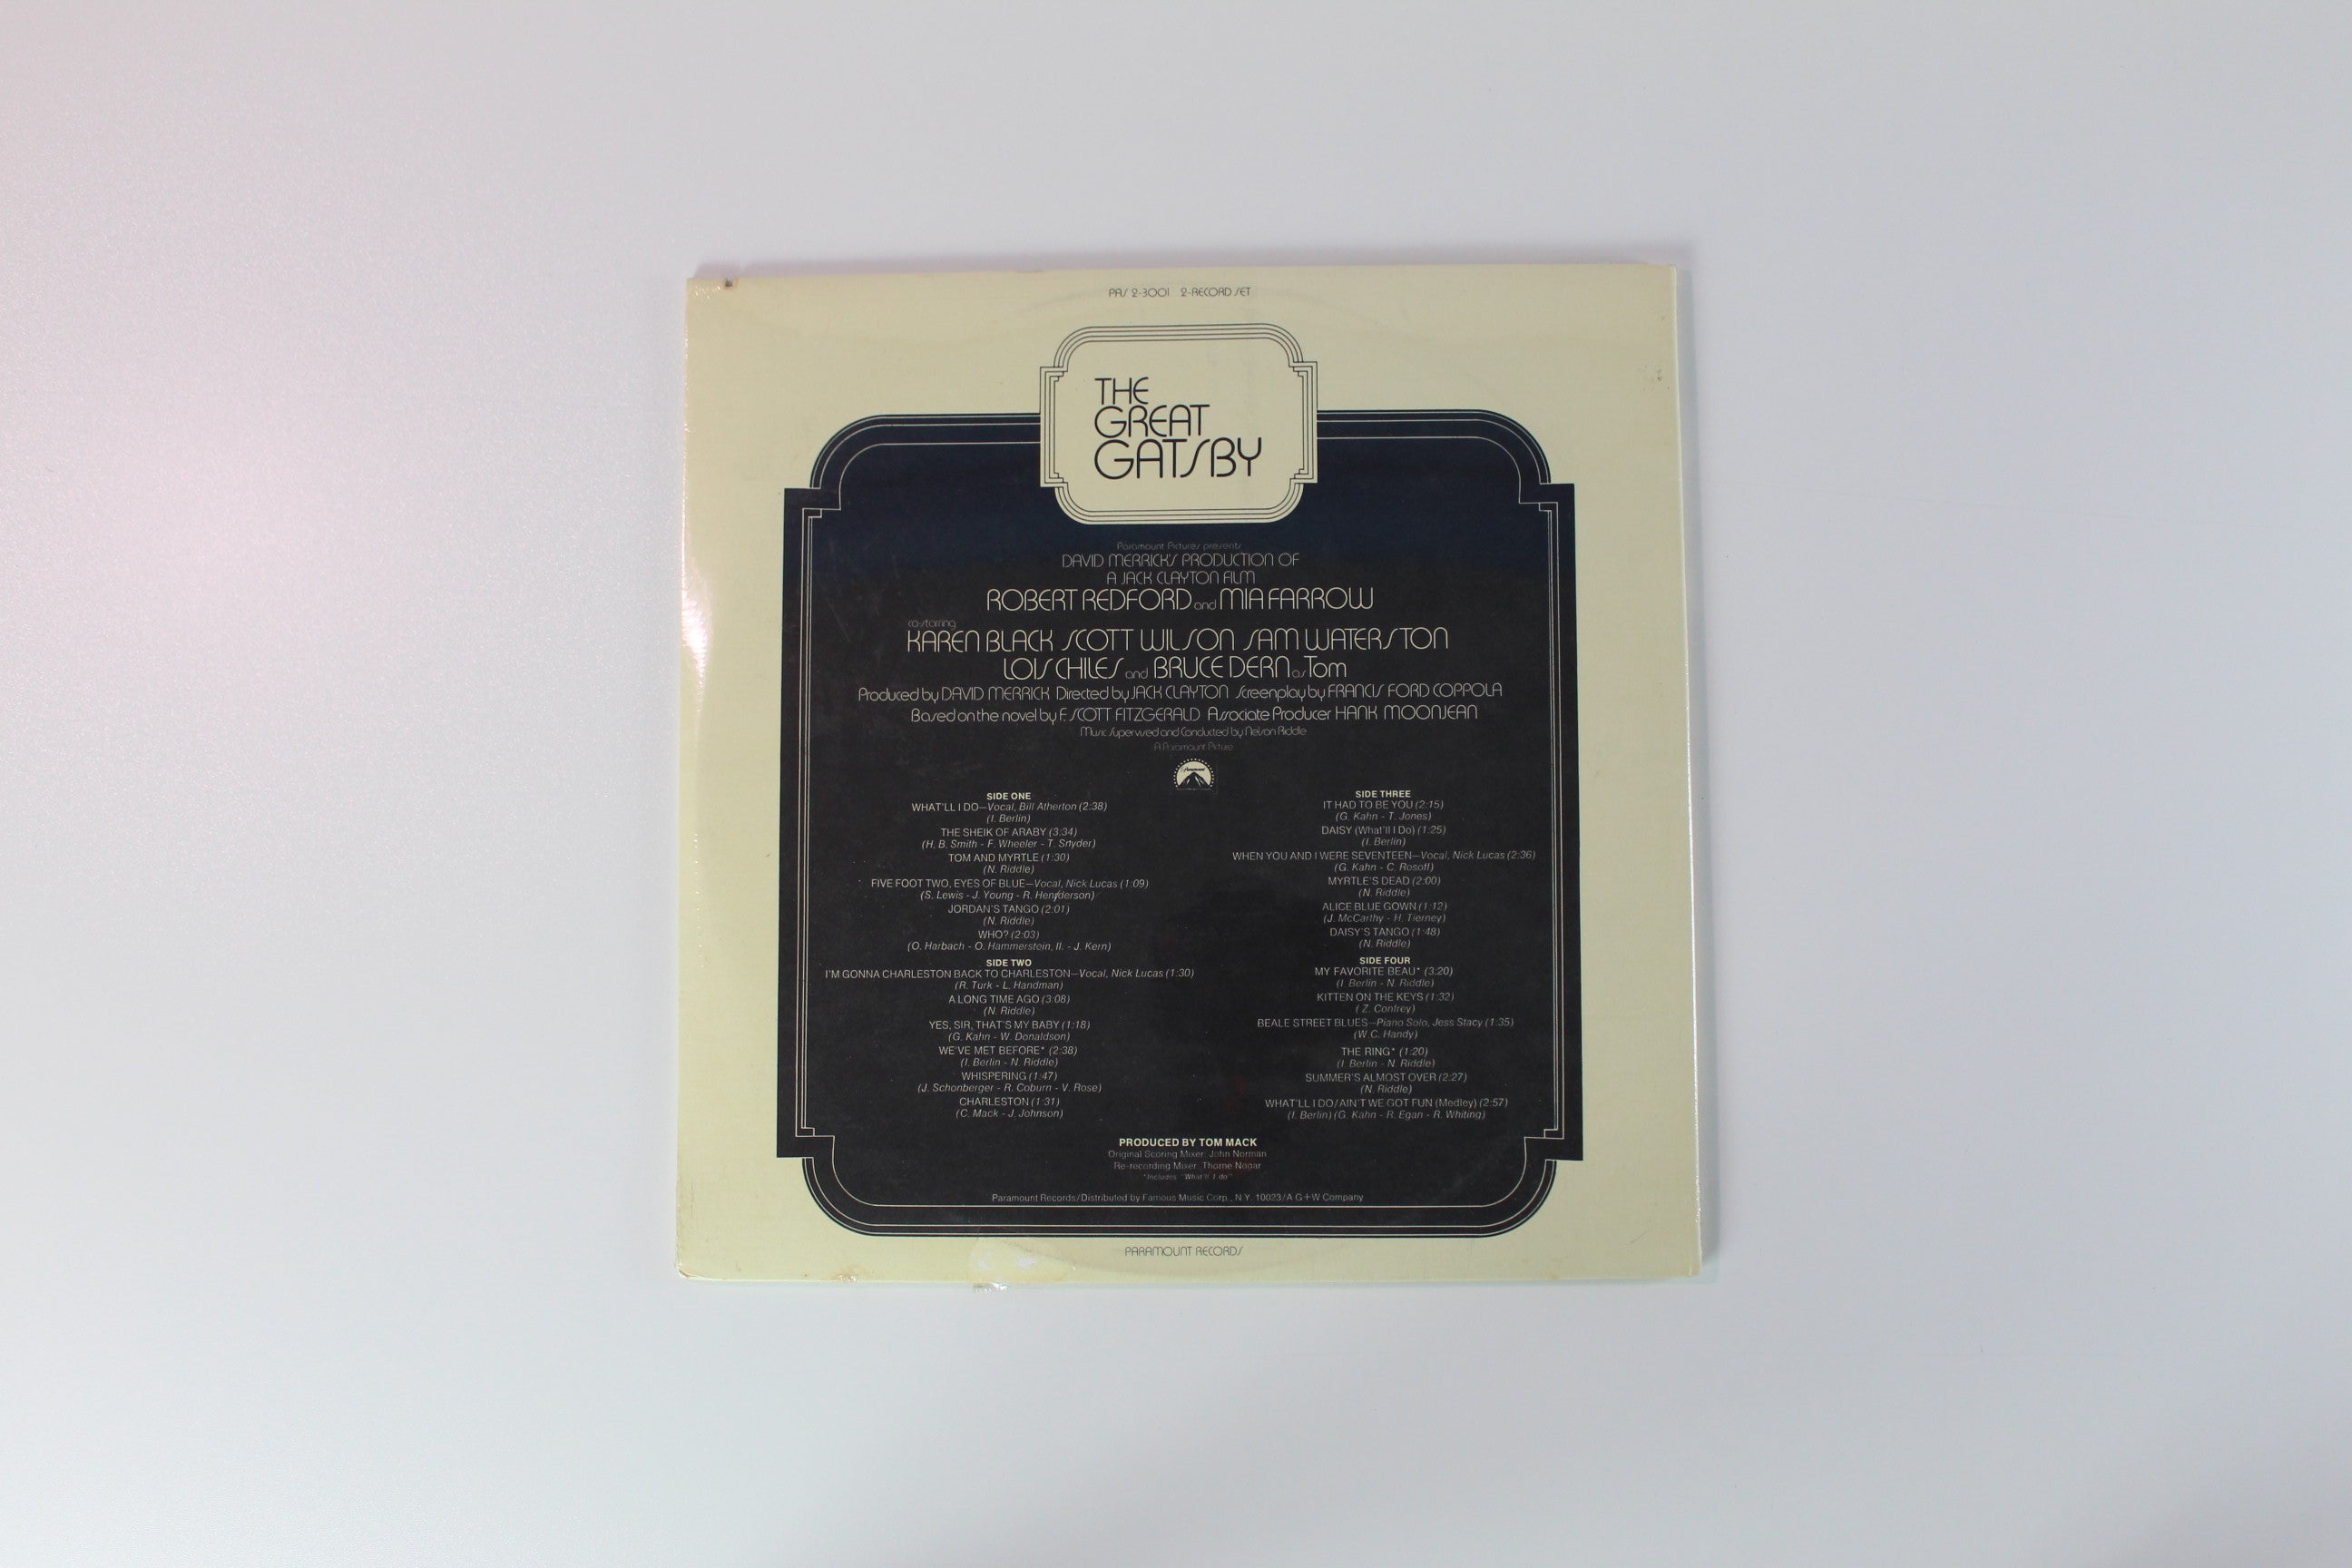 PAS 2-3001 2-RECORD SET
THE
GREAT
GATSBY
Paramount Pictures presents
DAVID MERRICK'S PRODUCTION OF
A JACK CLAYTON FILM
ROBERT REDFORD and MIA FARROW
co-starring
KAREN BLACK SCOTT WILSON SAM WATERSTON
LOIS CHILES and BRUCE DERN as Tom
Produced by DAVID MERRICK Directed by JACK CLAYTON Screenplay by FRANCIS FORD COPPOLA
Based on the novel by F. SCOTT FITZGERALD Associate Producer HANK MOONJEAN
Music Supervised and Conducted by Nelson Riddle
A Paramount Picture
Paramount
SIDE ONE
WHAT'LL I DO—Vocal, Bill Atherton (2:38)
(I. Berlin)
THE SHEIK OF ARABY (3:34)
(H. B. Smith - F. Wheeler - T. Snyder)
TOM AND MYRTLE (1:30)
(N. Riddle)
FIVE FOOT TWO, EYES OF BLUE—Vocal, Nick Lucas (1:09)
(S. Lewis - J. Young - R. Henderson)
JORDAN'S TANGO (2:01)
(N. Riddle)
WHO? (2:03)
(O. Harbach - O. Hammerstein, II. - J. Kern)
SIDE TWO
I'M GONNA CHARLESTON BACK TO CHARLESTON—Vocal, Nick Lucas (1:30)
(R. Turk - L. Handman)
A LONG TIME AGO (3:08)
(N. Riddle)
YES, SIR, THAT'S MY BABY (1:18)
(G. Kahn - W. Donaldson)
WE'VE MET BEFORE* (2:38)
(I. Berlin - N. Riddle)
WHISPERING (1:47)
(J. Schonberger - R. Coburn - V. Rose)
CHARLESTON (1:31)
(C. Mack - J. Johnson)
SIDE THREE
IT HAD TO BE YOU (2:15)
(G. Kahn - T. Jones)
DAISY (What'll I Do) (1:25)
(I. Berlin)
WHEN YOU AND I WERE SEVENTEEN—Vocal, Nick Lucas (2:36)
(G. Kahn - C. Rosoff)
MYRTLE'S DEAD (2:00)
(N. Riddle)
ALICE BLUE GOWN (1:12)
(J. McCarthy - H. Tierney)
DAISY'S TANGO (1:48)
(N. Riddle)
SIDE FOUR
MY FAVORITE BEAU* (3:20)
(I. Berlin - N. Riddle)
KITTEN ON THE KEYS (1:32)
(Z. Confrey)
BEALE STREET BLUES—Piano Solo, Jess Stacy (1:35)
(W.C. Handy)
THE RING* (1:20)
(I. Berlin - N. Riddle)
SUMMER'S ALMOST OVER (2:27)
(N. Riddle)
WHAT'LL I DO/AIN'T WE GOT FUN (Medley) (2:57)
(I. Berlin) (G. Kahn - R. Egan - R. Whiting)
PRODUCED BY TOM MACK
Original Scoring Mixer: John Norman
Re-recording Mixer: Thorne Nogar
*Includes "What'll I do"
Paramount Records/Distributed by Famous Music Corp., N.Y. 10023/A G+W Company
PARAMOUNT RECORDS